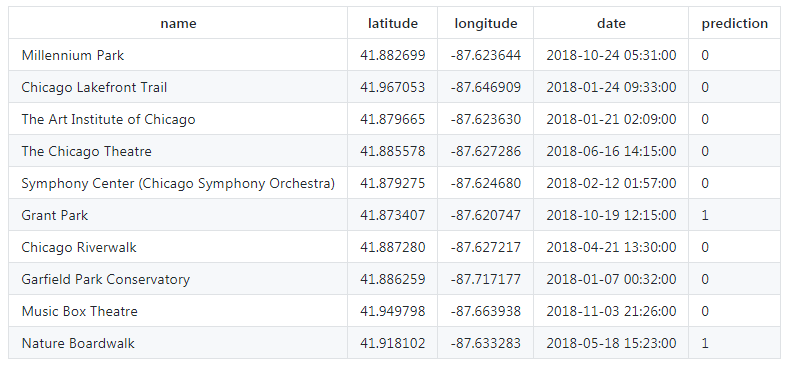 name latitude longitude date prediction
Millennium Park 41.882699 -87.623644 2018-10-24 05:31:00 0
Chicago Lakefront Trail 41.967053 -87.646909 2018-01-24 09:33:00 0
The Art Institute of Chicago 41.879665 -87.623630 2018-01-21 02:09:00 0
The Chicago Theatre 41.885578 -87.627286 2018-06-16 14:15:00 0
Symphony Center (Chicago Symphony Orchestra) 41.879275 -87.624680 2018-02-12 01:57:00 0
Grant Park 41.873407 -87.620747 2018-10-19 12:15:00 1
Chicago Riverwalk 41.887280 -87.627217 2018-04-21 13:30:00 0
Garfield Park Conservatory 41.886259 -87.717177 2018-01-07 00:32:00 0
Music Box Theatre 41.949798 -87.663938 2018-11-03 21:26:00 0
Nature Boardwalk 41.918102 -87.633283 2018-05-18 15:23:00 1